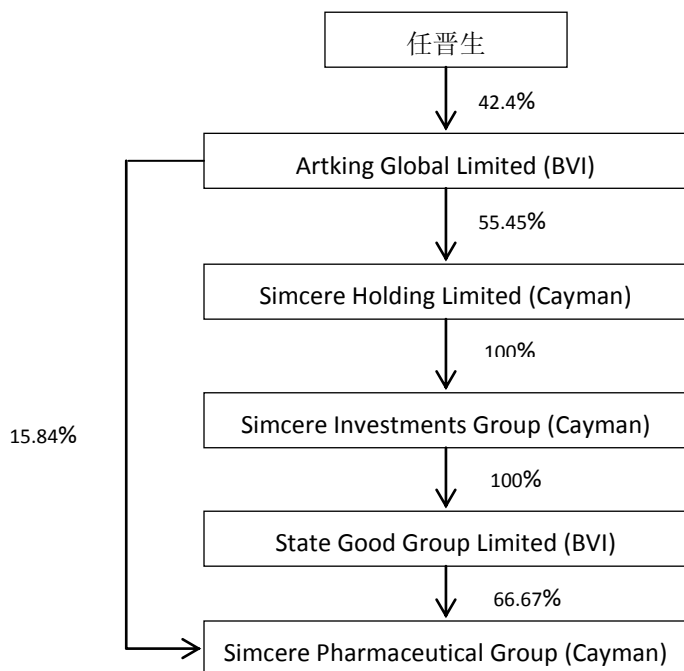 任晋生
42.4%
Artking Global Limited (BVI)
55.45%
Simcere Holding Limited (Cayman)
100%
Simcere Investments Group (Cayman)
15.84%
100%
State Good Group Limited (BVI)
66.67%
Simcere Pharmaceutical Group (Cayman)